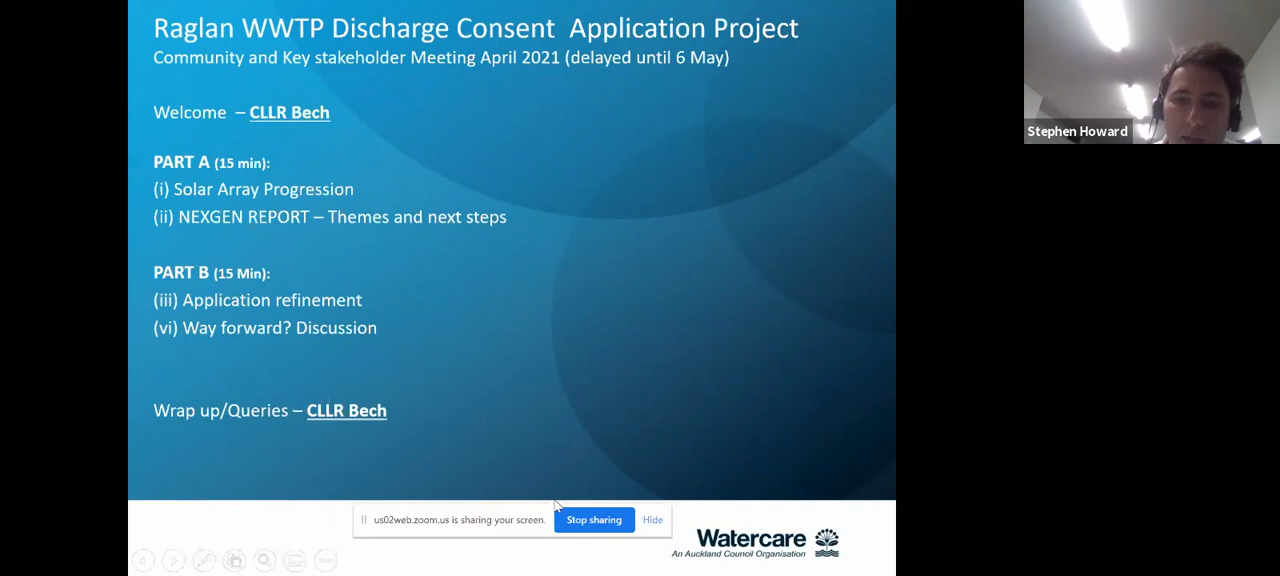 Raglan WWTP Discharge Consent Application Project
Community and Key stakeholder Meeting April 2021 (delayed until 6 May)
Welcome – CLLR Bech
PART A (15 min):
(i) Solar Array Progression
(ii) NEXGEN REPORT – Themes and next steps
PART B (15 Min):
(iii) Application refinement
(vi) Way forward? Discussion
Wrap up/Queries – CLLR Bech
us02web.zoom.us is sharing your screen.
Stop sharing
Hide
Watercare
An Auckland Council Organisation
Stephen Howard